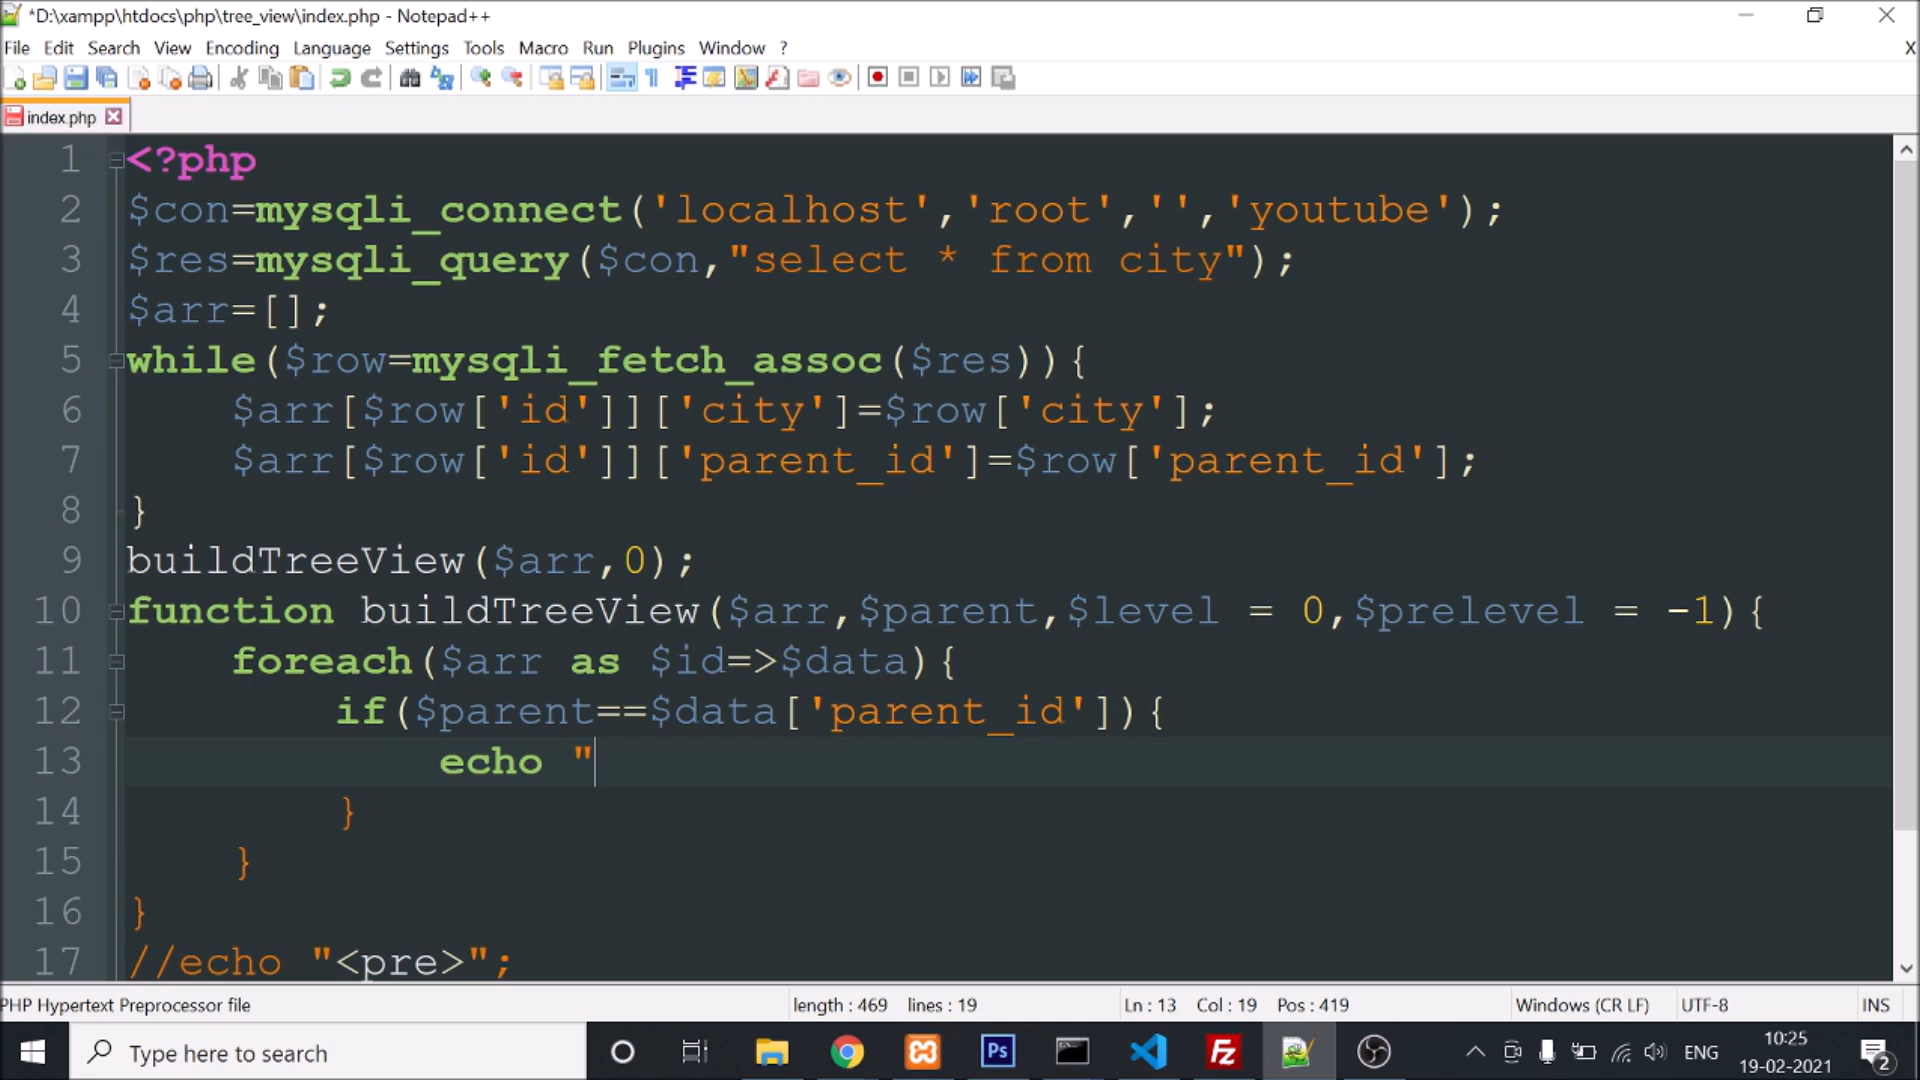 *D:\xampp\htdocs\php\tree_view\index.php - Notepad++
File Edit Search View Encoding Language Settings Tools Macro Run Plugins Window ? X
index.php
1 <?php
2 $con=mysqli_connect('localhost','root','','youtube');
3 $res=mysqli_query($con,"select * from city");
4 $arr=[];
5 while($row=mysqli_fetch_assoc($res)){
6 $arr[$row['id']]['city']=$row['city'];
7 $arr[$row['id']]['parent_id']=$row['parent_id'];
8 }
9 buildTreeView($arr,0);
10 function buildTreeView($arr,$parent,$level = 0,$prelevel = -1){
11 foreach($arr as $id=>$data){
12 if($parent==$data['parent_id']){
13 echo "
14 }
15 }
16 }
17 //echo "<pre>";
PHP Hypertext Preprocessor file length : 469 lines : 19 Ln : 13 Col : 19 Pos : 419 Windows (CR LF) UTF-8 INS
Type here to search Ps Fz ENG 10:25
19-02-2021 2